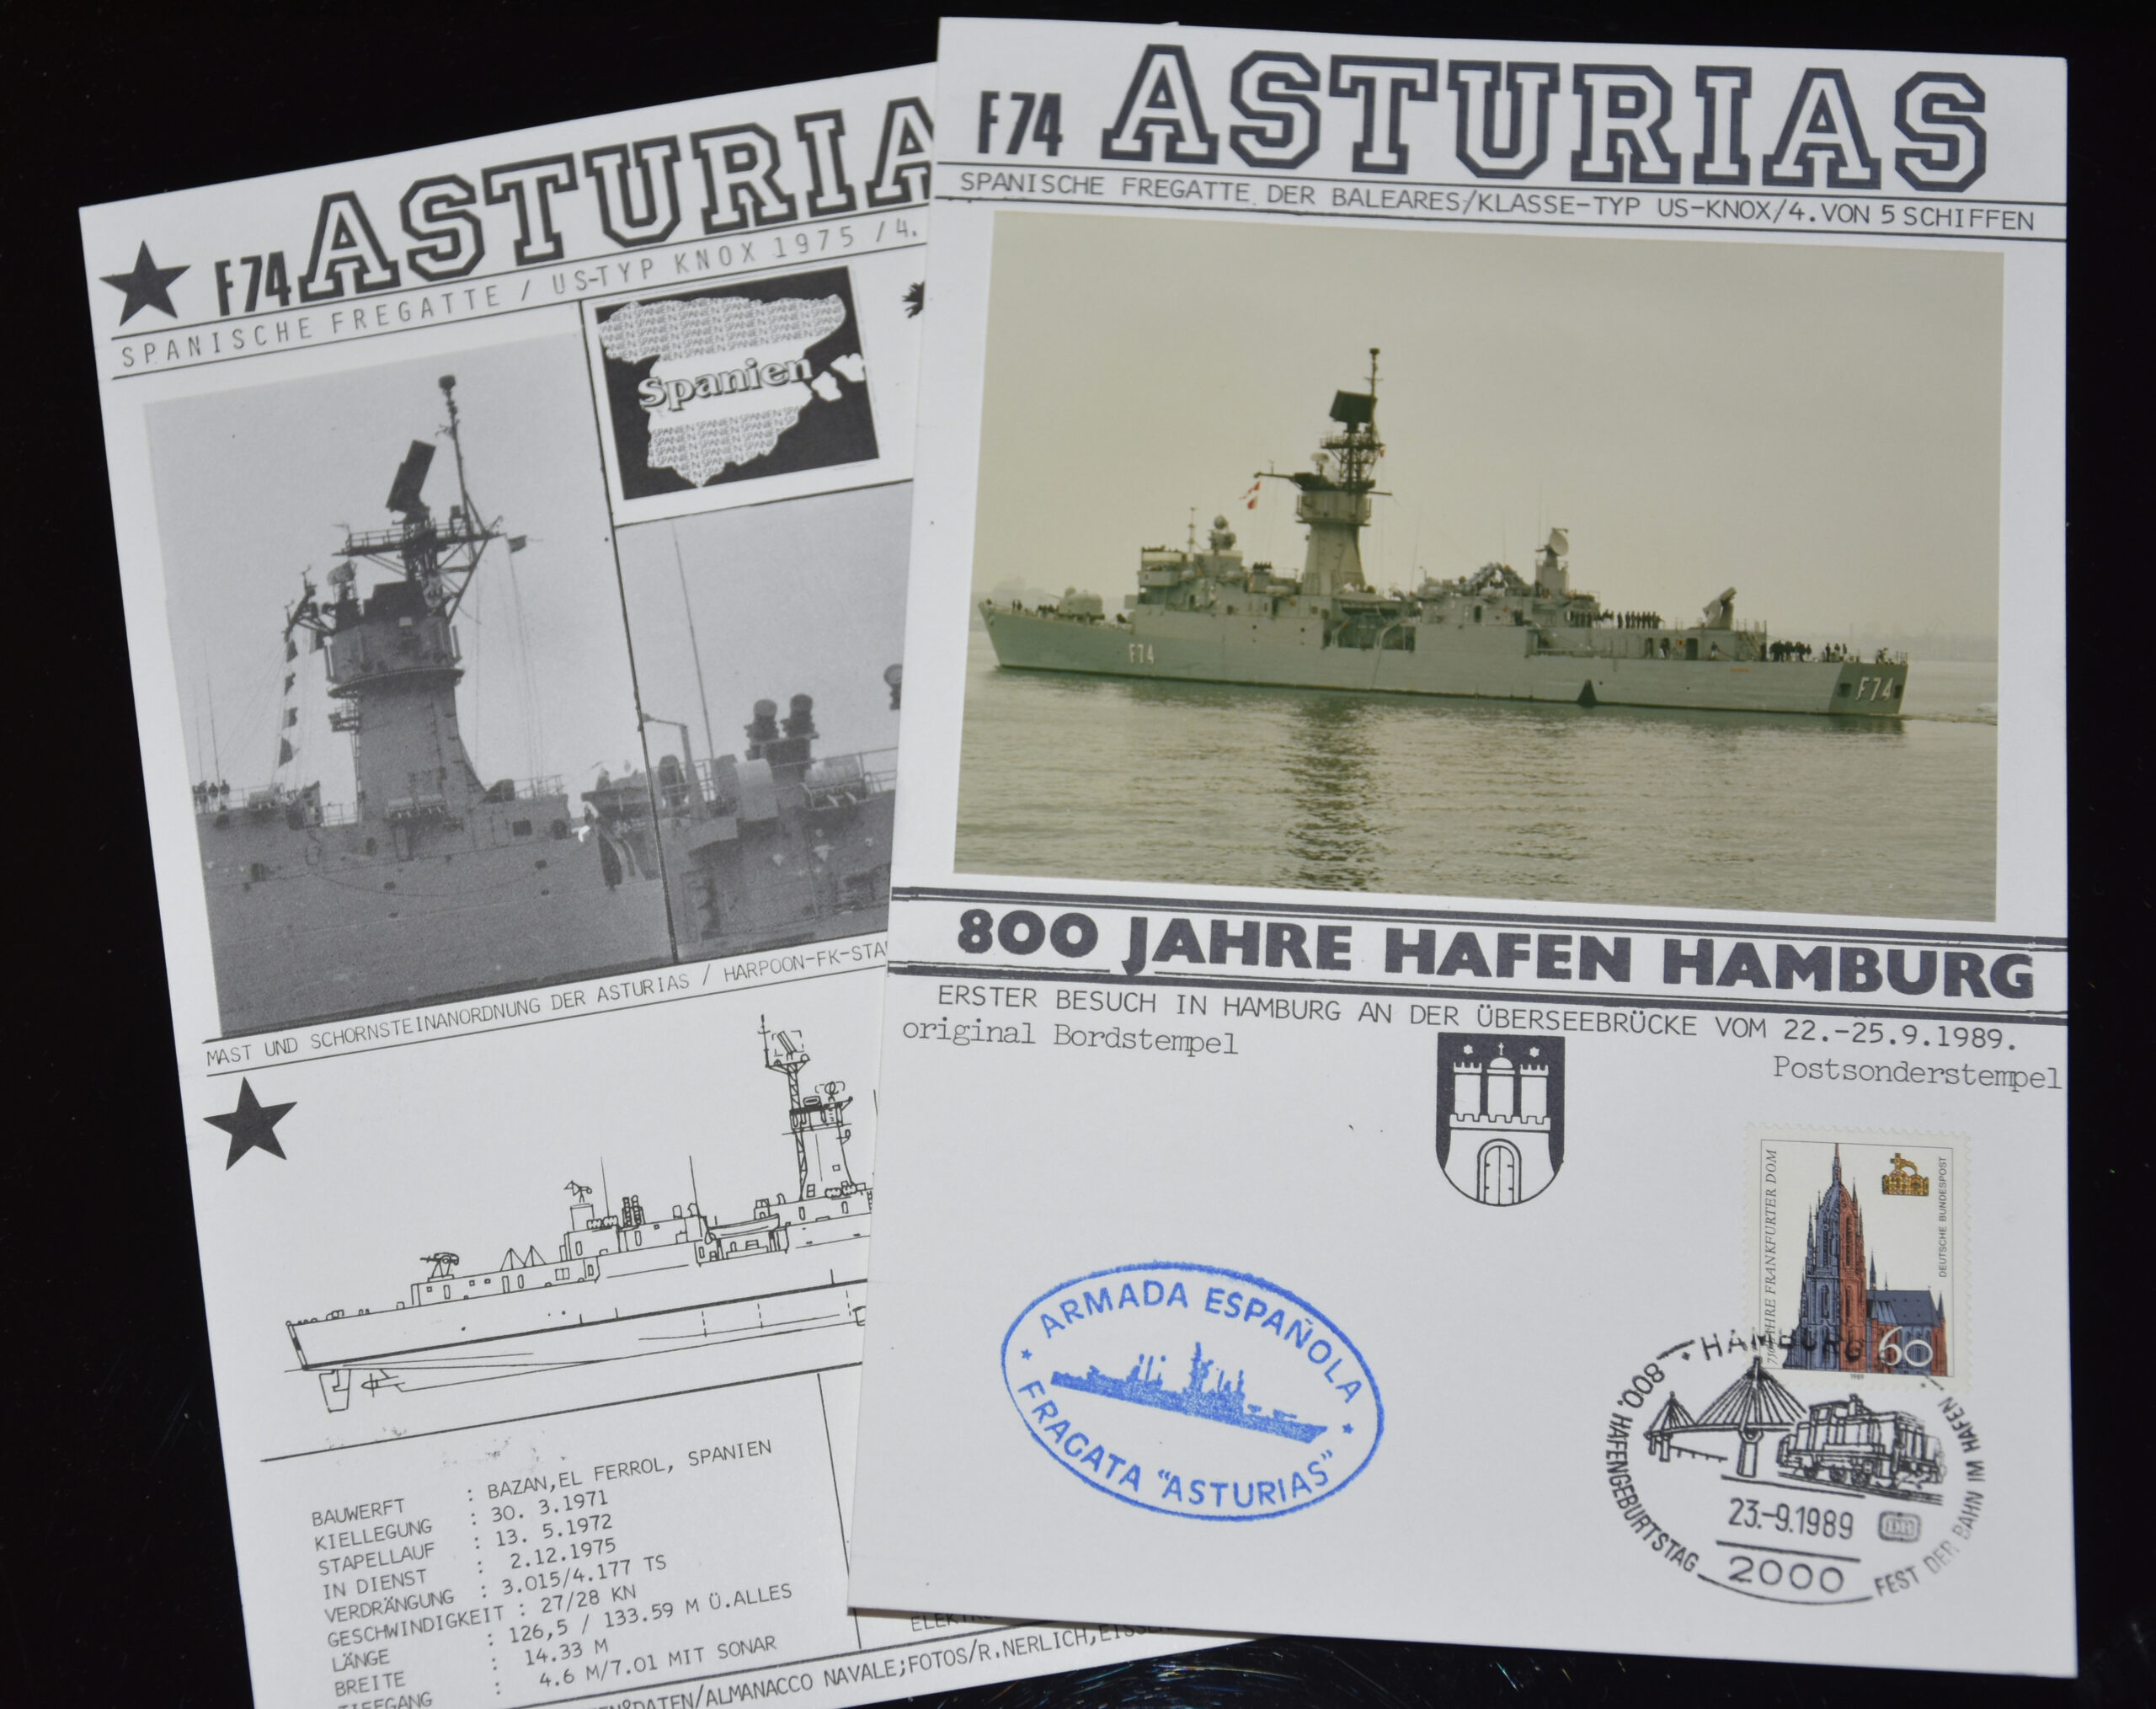 F74 ASTURIA
SPANISCHE FREGATTE / US-TYP KNOX 1975 /4.
Spanien
MAST UND SCHORNSTEINANORDNUNG DER ASTURIAS / HARPOON-FK-STA
BAUWERFT : BAZAN,EL FERROL, SPANIEN
KIELLEGUNG : 30. 3.1971
STAPELLAUF : 13. 5.1972
IN DIENST : 2.12.1975
VERDRÄNGUNG : 3.015/4.177 TS
GESCHWINDIGKEIT : 27/28 KN
LÄNGE : 126,5 / 133.59 M Ü.ALLES
BREITE : 14.33 M
TIEFGANG : 4.6 M/7.01 MIT SONAR
DATEN/ALMANACCO NAVALE;FOTOS/R.NERLICH,
F74 ASTURIAS
SPANISCHE FREGATTE DER BALEARES/KLASSE-TYP US-KNOX/4.VON 5 SCHIFFEN
F74
F74
800 JAHRE HAFEN HAMBURG
ERSTER BESUCH IN HAMBURG AN DER ÜBERSEEBRÜCKE VOM 22.-25.9.1989.
original Bordstempel
Postsonderstempel
ARMADA ESPAÑOLA
FRAGATA "ASTURIAS"
JAHRE FRANKFURTER DOM
DEUTSCHE BUNDESPOST
60
1989
HAMBURG
800. HAFENGEBURTSTAG
FEST DER BAHN IM HAFEN
23.-9.1989
DB
2000